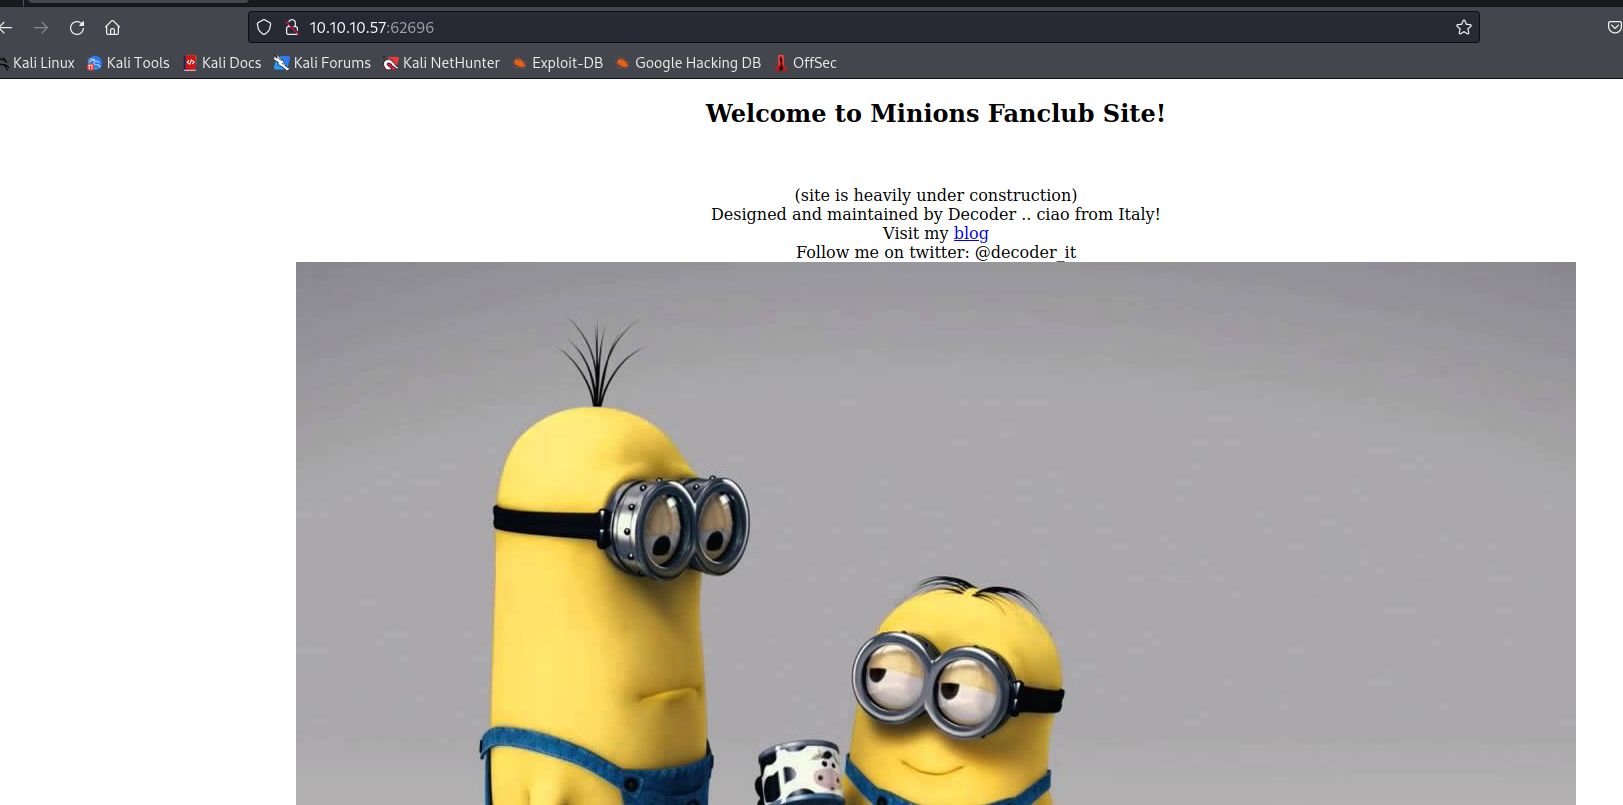 10.10.10.57:62696
Kali Linux Kali Tools Kali Docs Kali Forums Kali NetHunter Exploit-DB Google Hacking DB OffSec
Welcome to Minions Fanclub Site!
(site is heavily under construction)
Designed and maintained by Decoder .. ciao from Italy!
Visit my blog
Follow me on twitter: @decoder_it